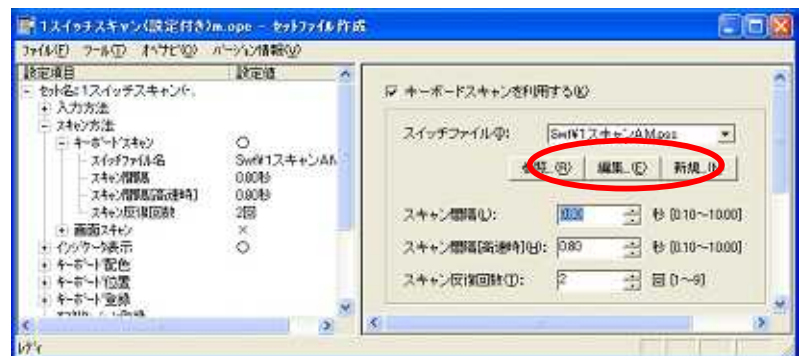 1スイッチスキャン(設定付き)m.ope - セットファイル作成
ファイル(F) ツール(T) オペナビ(O) バージョン情報(V)
設定項目 設定値
セット名:1スイッチスキャン(
入力方法
スキャン方法
キーボードスキャン ○
スイッチファイル名 Swf¥1スキャンAM
スキャン間隔 0.80秒
スキャン間隔[高速時] 0.80秒
スキャン反復回数 2回
画面スキャン ×
インジケータ表示 ○
キーボード配色
キーボード位置
キーボード登録
キーボードスキャンを利用する(K)
スイッチファイル(I): Swf¥1スキャンAM.pss
参照...(R) 編集...(E) 新規...(N)
スキャン間隔(L): 秒 [0.10~10.00]
スキャン間隔[高速時](H): 0.80 秒 [0.10~10.00]
スキャン反復回数(T): 2 回 [1~9]
レディ